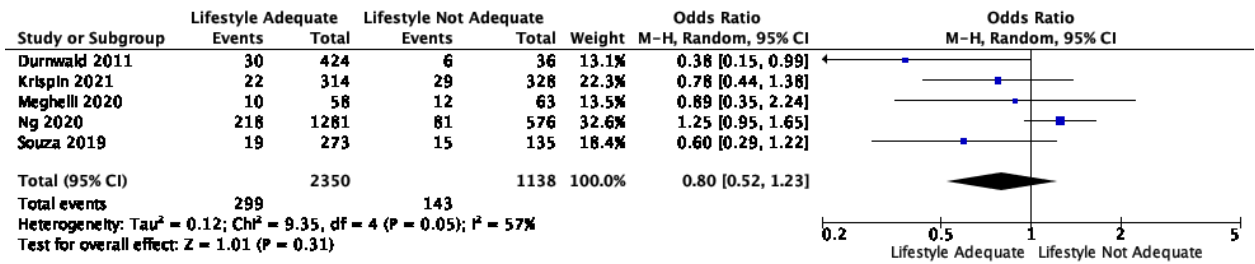 Lifestyle Adequate Lifestyle Not Adequate Odds Ratio Odds Ratio
Study or Subgroup Events Total Events Total Weight M-H, Random, 95% CI M-H, Random, 95% CI
Durnwald 2011 30 424 6 36 13.1% 0.38 [0.15, 0.99]
Krispin 2021 22 314 29 328 22.3% 0.78 [0.44, 1.38]
Meghelli 2020 10 58 12 63 13.5% 0.89 [0.35, 2.24]
Ng 2020 218 1281 81 576 32.6% 1.25 [0.95, 1.65]
Souza 2019 19 273 15 135 18.4% 0.60 [0.29, 1.22]
Total (95% CI) 2350 1138 100.0% 0.80 [0.52, 1.23]
Total events 299 143
Heterogeneity: Tau² = 0.12; Chi² = 9.35, df = 4 (P = 0.05); I² = 57%
Test for overall effect: Z = 1.01 (P = 0.31)
0.2 0.5 1 2 5
Lifestyle Adequate Lifestyle Not Adequate